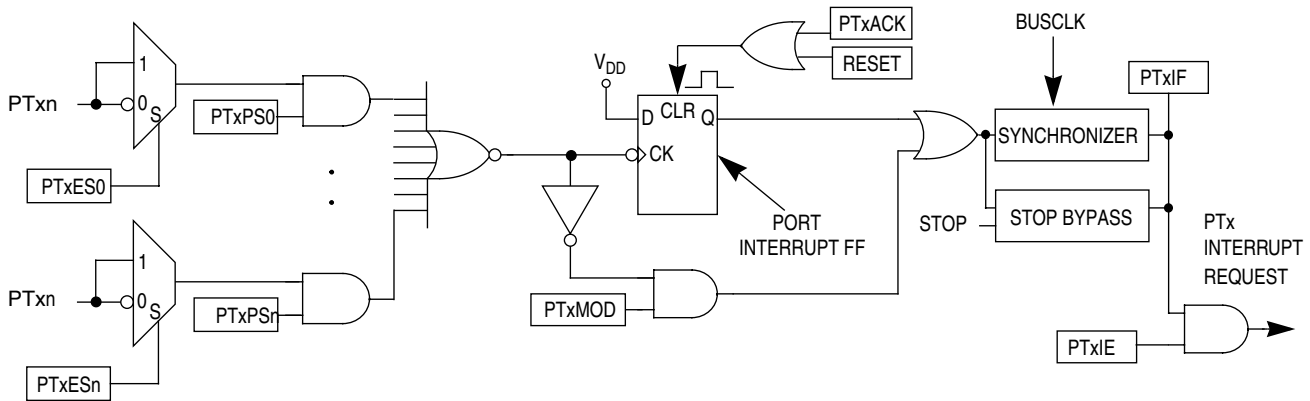 PTxn
1
0
S
PTxES0
PTxPS0
PTxn
1
0
S
PTxESn
PTxPSn
VDD
D CLR Q
CK
PTxACK
RESET
PORT
INTERRUPT FF
PTxMOD
BUSCLK
SYNCHRONIZER
STOP
STOP BYPASS
PTxIF
PTx
INTERRUPT
REQUEST
PTxIE